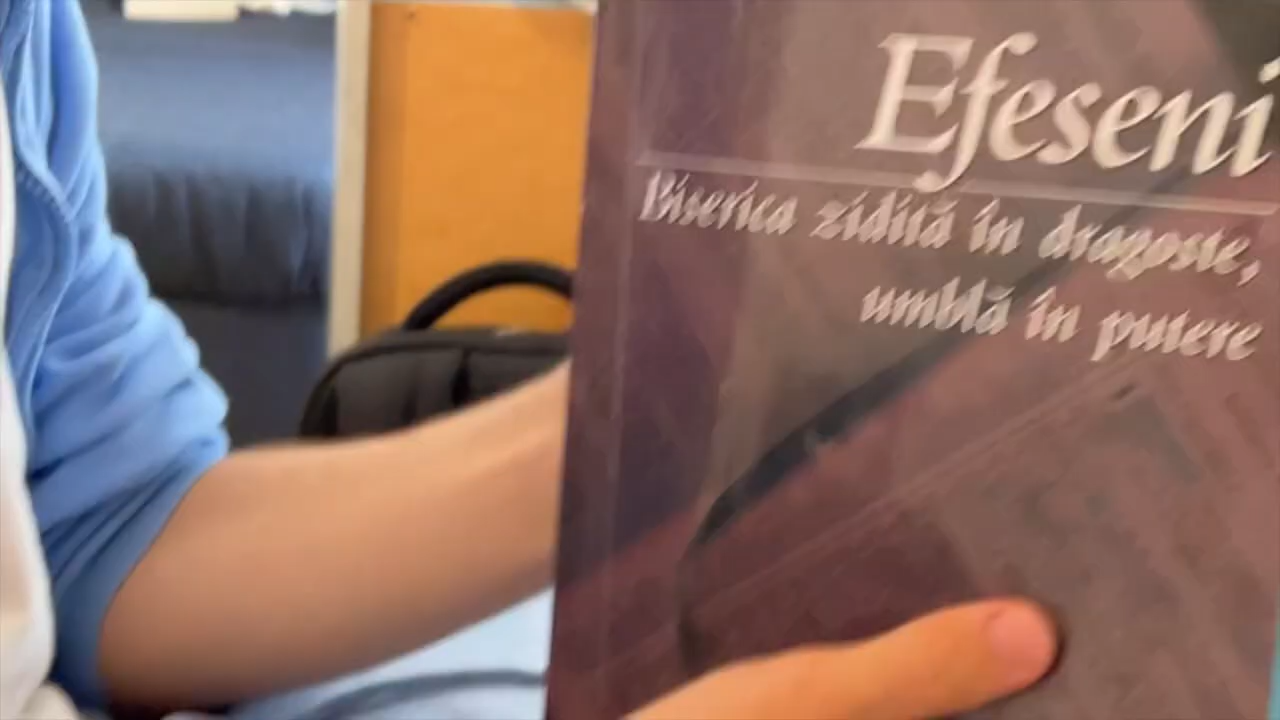 Efeseni
Biserica zidită în dragoste,
umblă în putere